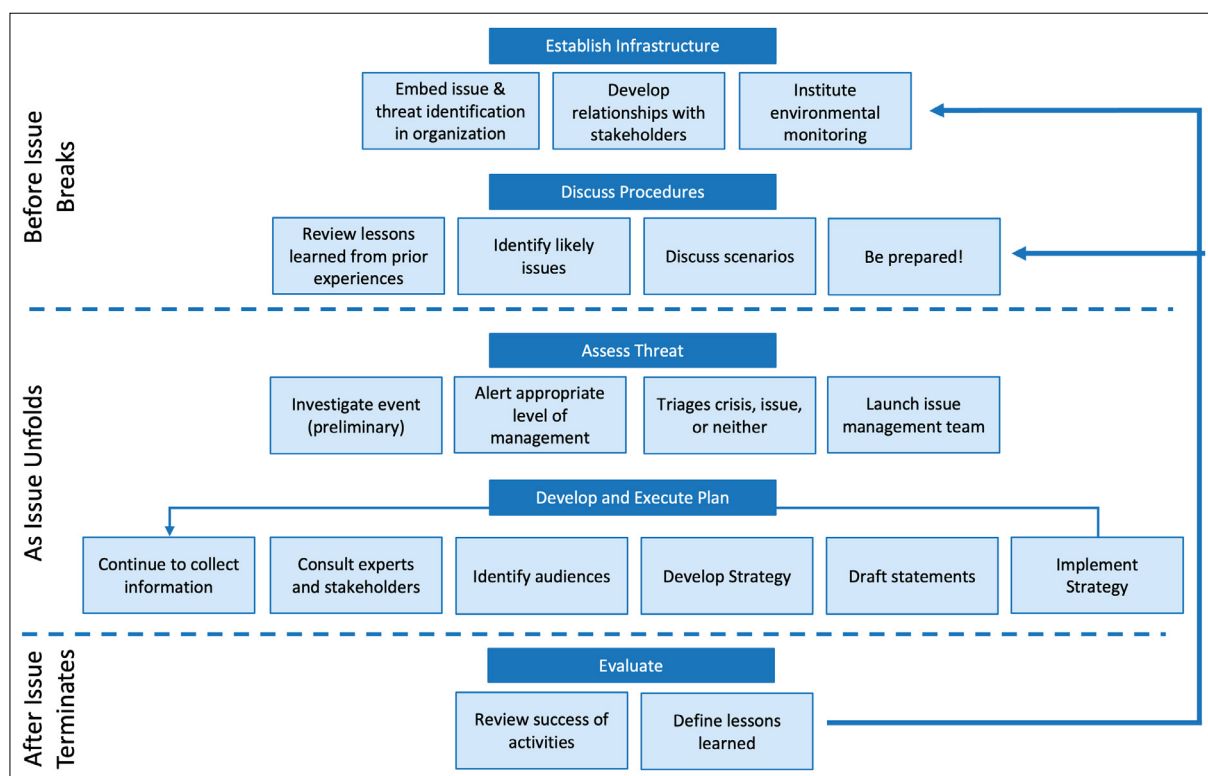 Before Issue
Breaks
Establish Infrastructure
Embed issue &
threat identification
in organization
Develop
relationships with
stakeholders
Institute
environmental
monitoring
Discuss Procedures
Review lessons
learned from prior
experiences
Identify likely
issues
Discuss scenarios
Be prepared!
As Issue Unfolds
Assess Threat
Investigate event
(preliminary)
Alert appropriate
level of
management
Triages crisis, issue,
or neither
Launch issue
management team
Develop and Execute Plan
Continue to collect
information
Consult experts
and stakeholders
Identify audiences
Develop Strategy
Draft statements
Implement
Strategy
After Issue
Terminates
Evaluate
Review success of
activities
Define lessons
learned